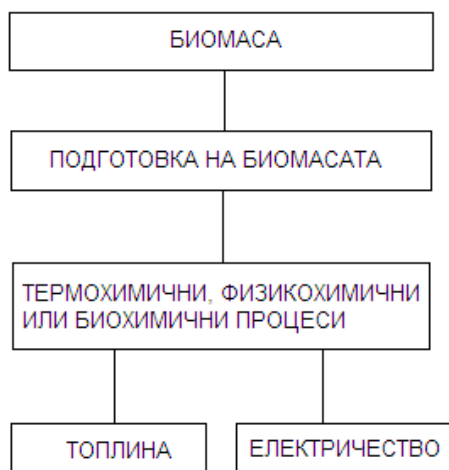 БИОМАСА
ПОДГОТОВКА НА БИОМАСАТА
ТЕРМОХИМИЧНИ, ФИЗИКОХИМИЧНИ
ИЛИ БИОХИМИЧНИ ПРОЦЕСИ
ТОПЛИНА
ЕЛЕКТРИЧЕСТВО